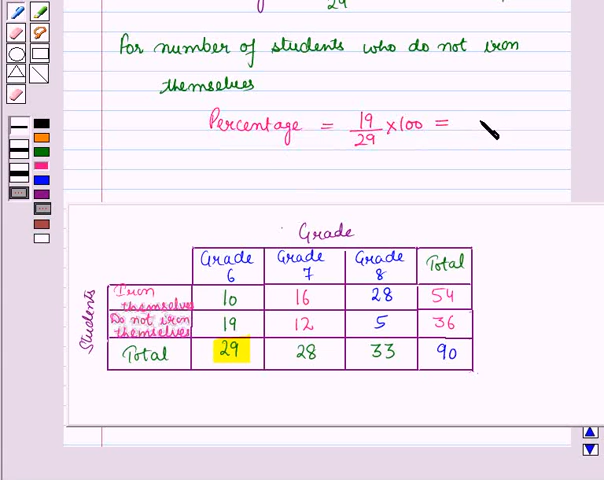 29
For number of students who do not iron
themselves
Percentage = 19/29 × 100 =
Grade
Grade 6 Grade 7 Grade 8 Total
Students
Iron themselves 10 16 28 54
Do not iron themselves 19 12 5 36
Total 29 28 33 90